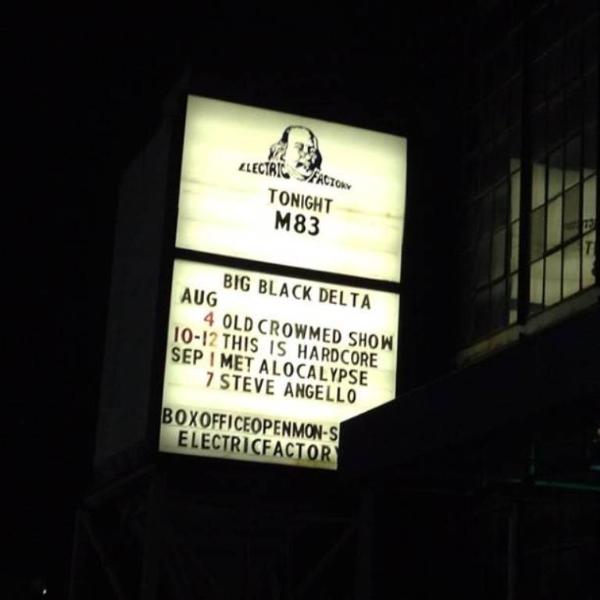 ELECTRIC FACTORY
TONIGHT
M83
BIG BLACK DELTA
AUG
4 OLD CROWMED SHOW
10-12 THIS IS HARDCORE
SEP 1 METALOCALYPSE
7 STEVE ANGELLO
BOXOFFICEOPENMON-S
ELECTRICFACTORY